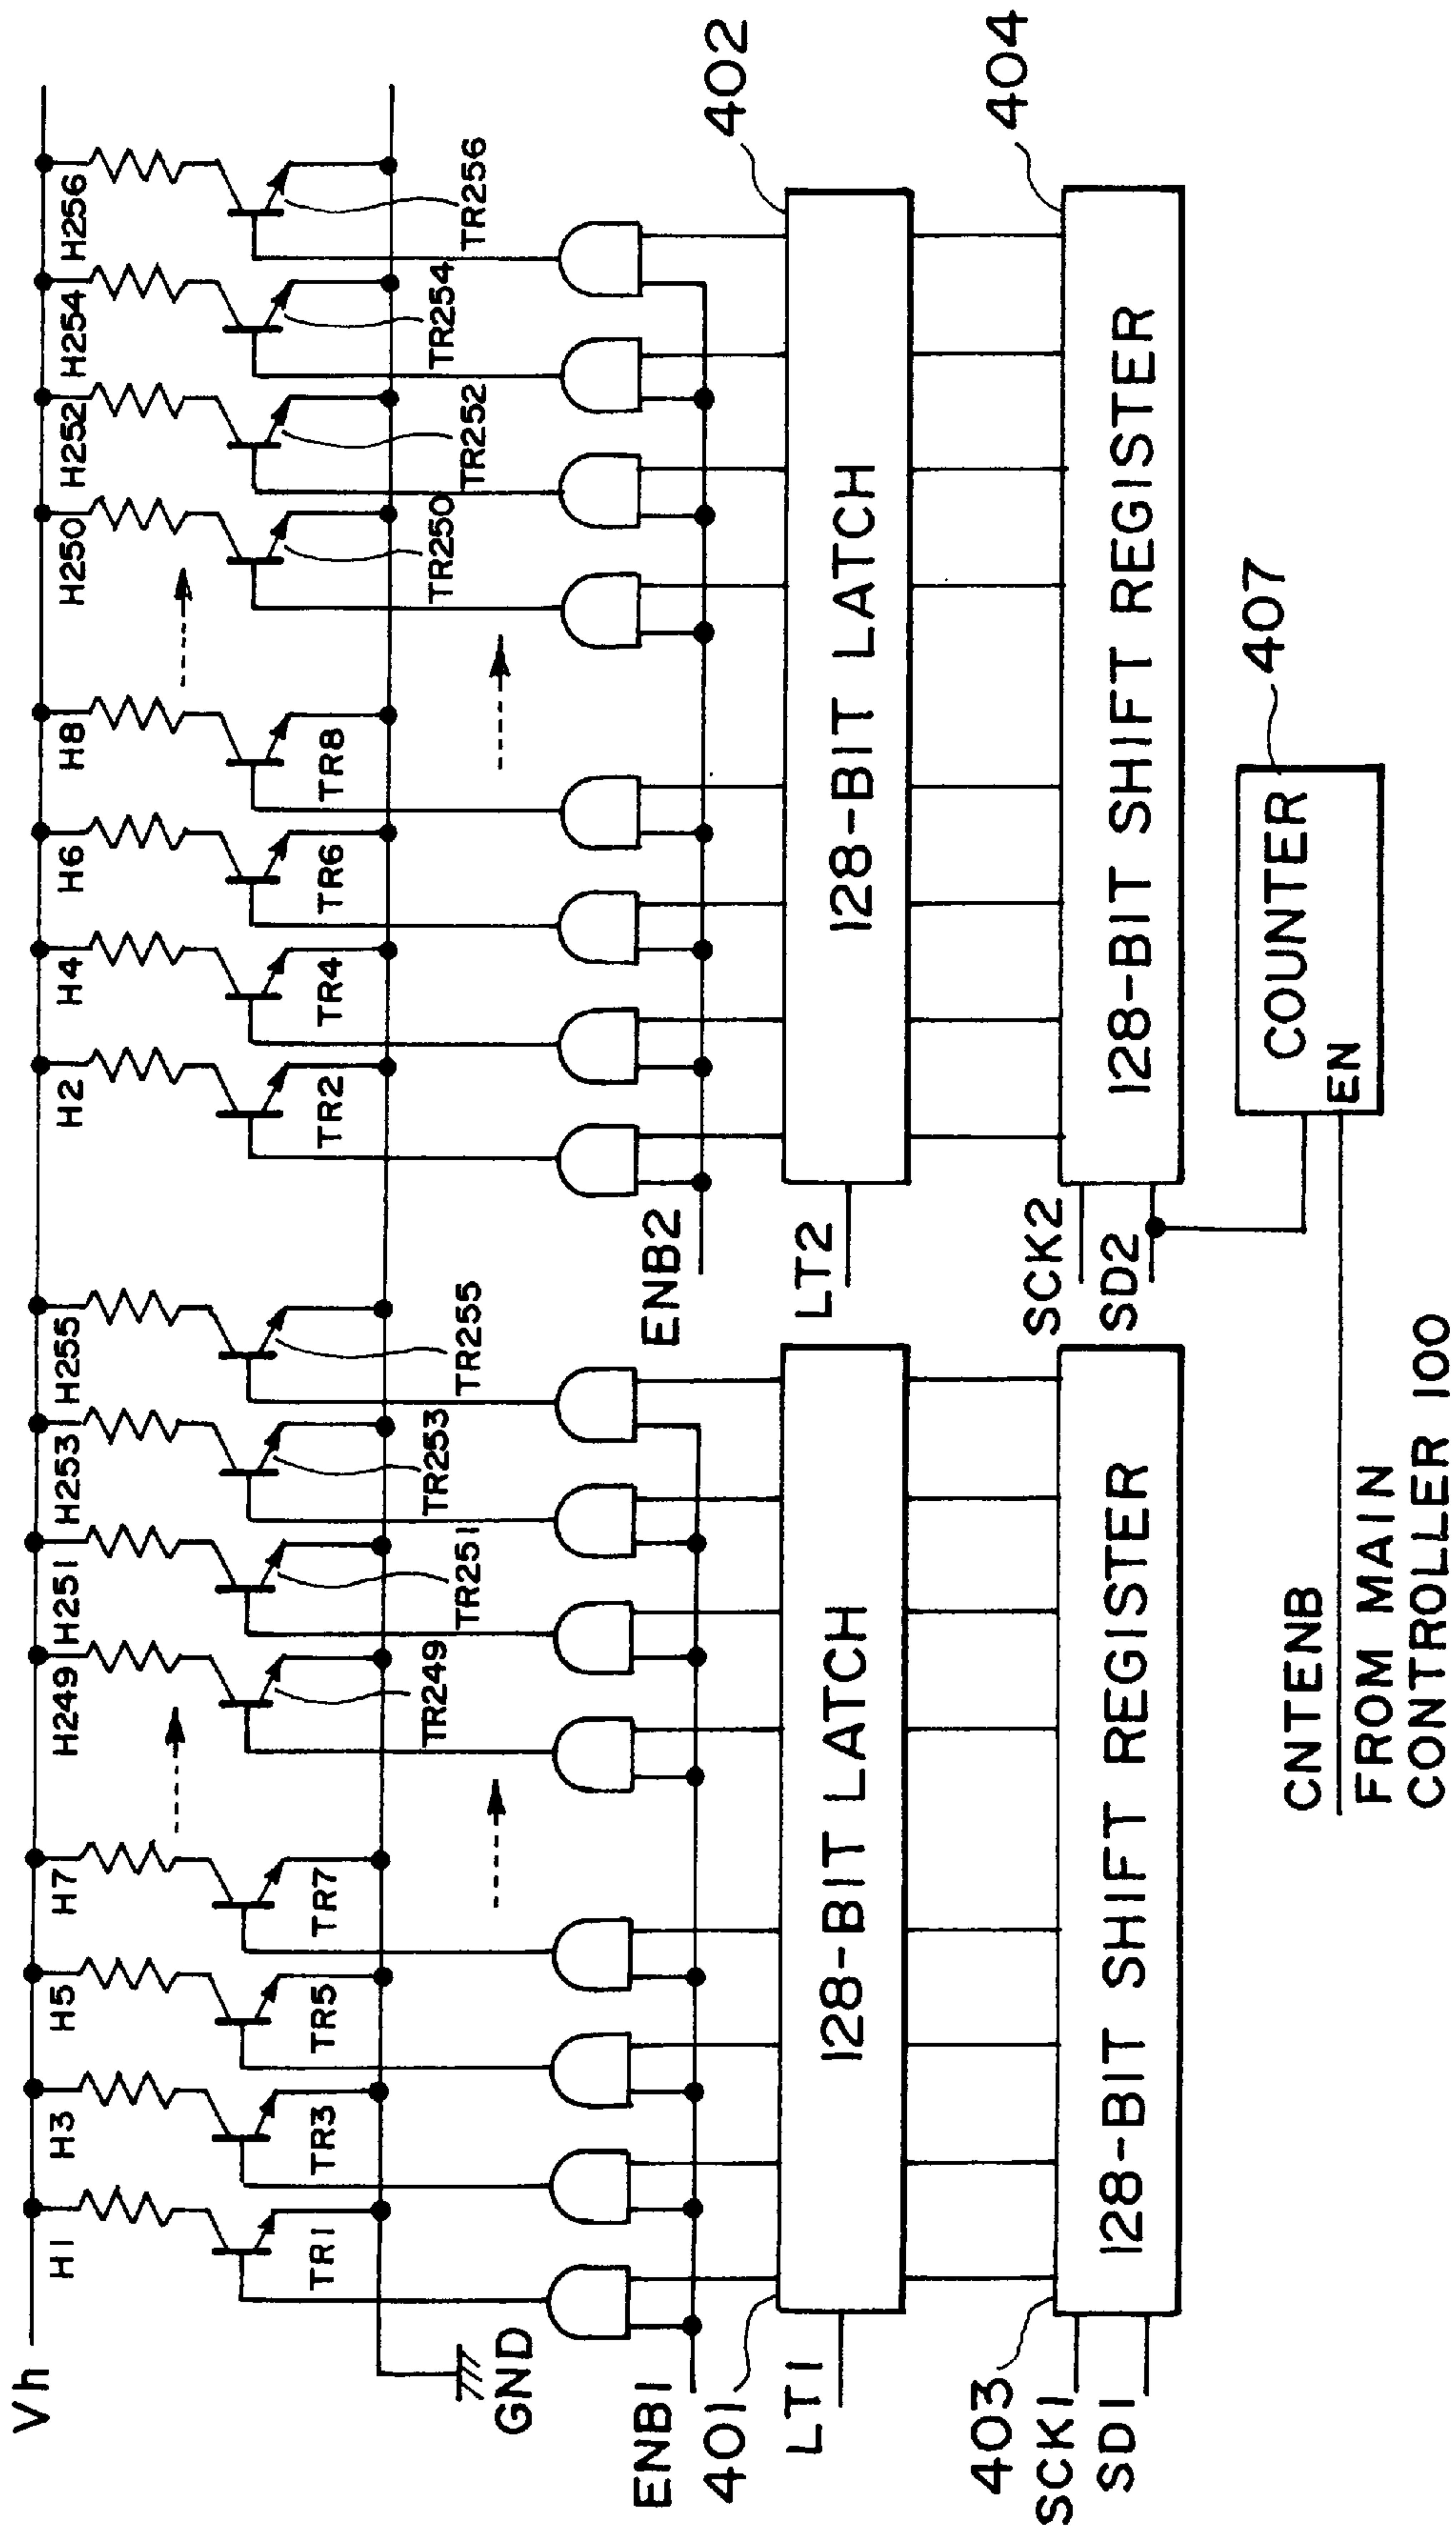 Vh
H1
H3
H5
H7
H249
H251
H253
H255
H2
H4
H6
H8
H250
H252
H254
H256
TR1
TR3
TR5
TR7
TR249
TR251
TR253
TR255
TR2
TR4
TR6
TR8
TR250
TR252
TR254
TR256
GND
ENB1
ENB2
401
LT1
128-BIT LATCH
LT2
128-BIT LATCH
402
403
SCK1
SD1
128-BIT SHIFT REGISTER
SCK2
SD2
128-BIT SHIFT REGISTER
404
COUNTER
EN
407
CNTENB
FROM MAIN
CONTROLLER 100